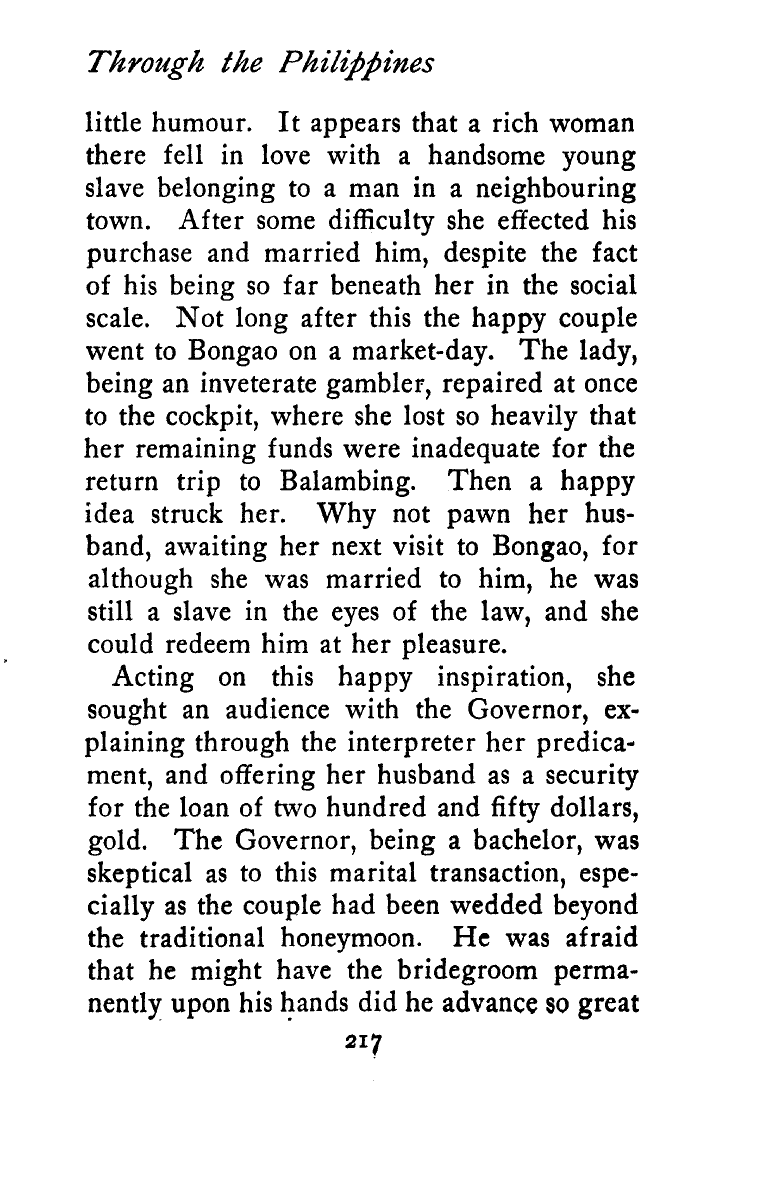 Through the Philippines
little humour. It appears that a rich woman
there fell in love with a handsome young
slave belonging to a man in a neighbouring
town. After some difficulty she effected his
purchase and married him, despite the fact
of his being so far beneath her in the social
scale. Not long after this the happy couple
went to Bongao on a market-day. The lady,
being an inveterate gambler, repaired at once
to the cockpit, where she lost so heavily that
her remaining funds were inadequate for the
return trip to Balambing. Then a happy
idea struck her. Why not pawn her hus-
band, awaiting her next visit to Bongao, for
although she was married to him, he was
still a slave in the eyes of the law, and she
could redeem him at her pleasure.
Acting on this happy inspiration, she
sought an audience with the Governor, ex-
plaining through the interpreter her predica-
ment, and offering her husband as a security
for the loan of two hundred and fifty dollars,
gold. The Governor, being a bachelor, was
skeptical as to this marital transaction, espe-
cially as the couple had been wedded beyond
the traditional honeymoon. He was afraid
that he might have the bridegroom perma-
nently upon his hands did he advance so great
217